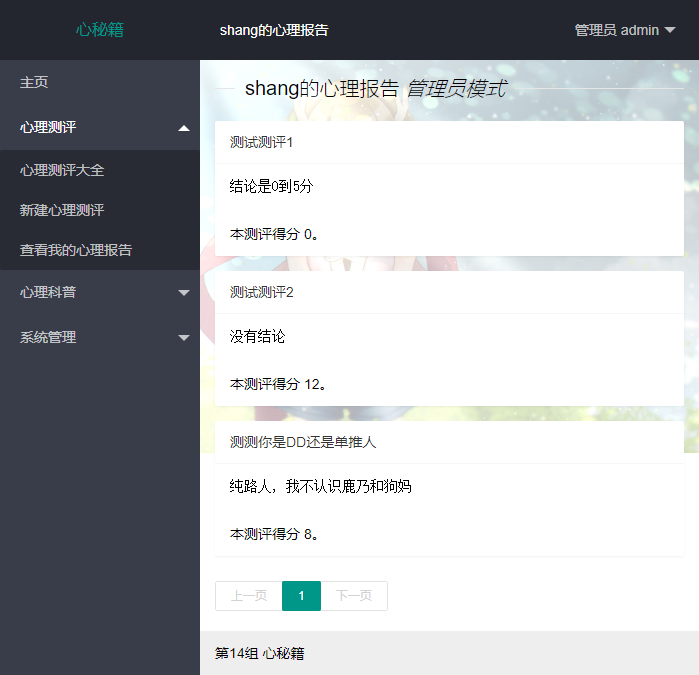 心秘籍
shang的心理报告
管理员 admin
主页
心理测评
心理测评大全
新建心理测评
查看我的心理报告
心理科普
系统管理
shang的心理报告 管理员模式
测试测评1
结论是0到5分
本测评得分 0。
测试测评2
没有结论
本测评得分 12。
测测你是DD还是单推人
纯路人，我不认识鹿乃和狗妈
本测评得分 8。
上一页 1 下一页
第14组 心秘籍